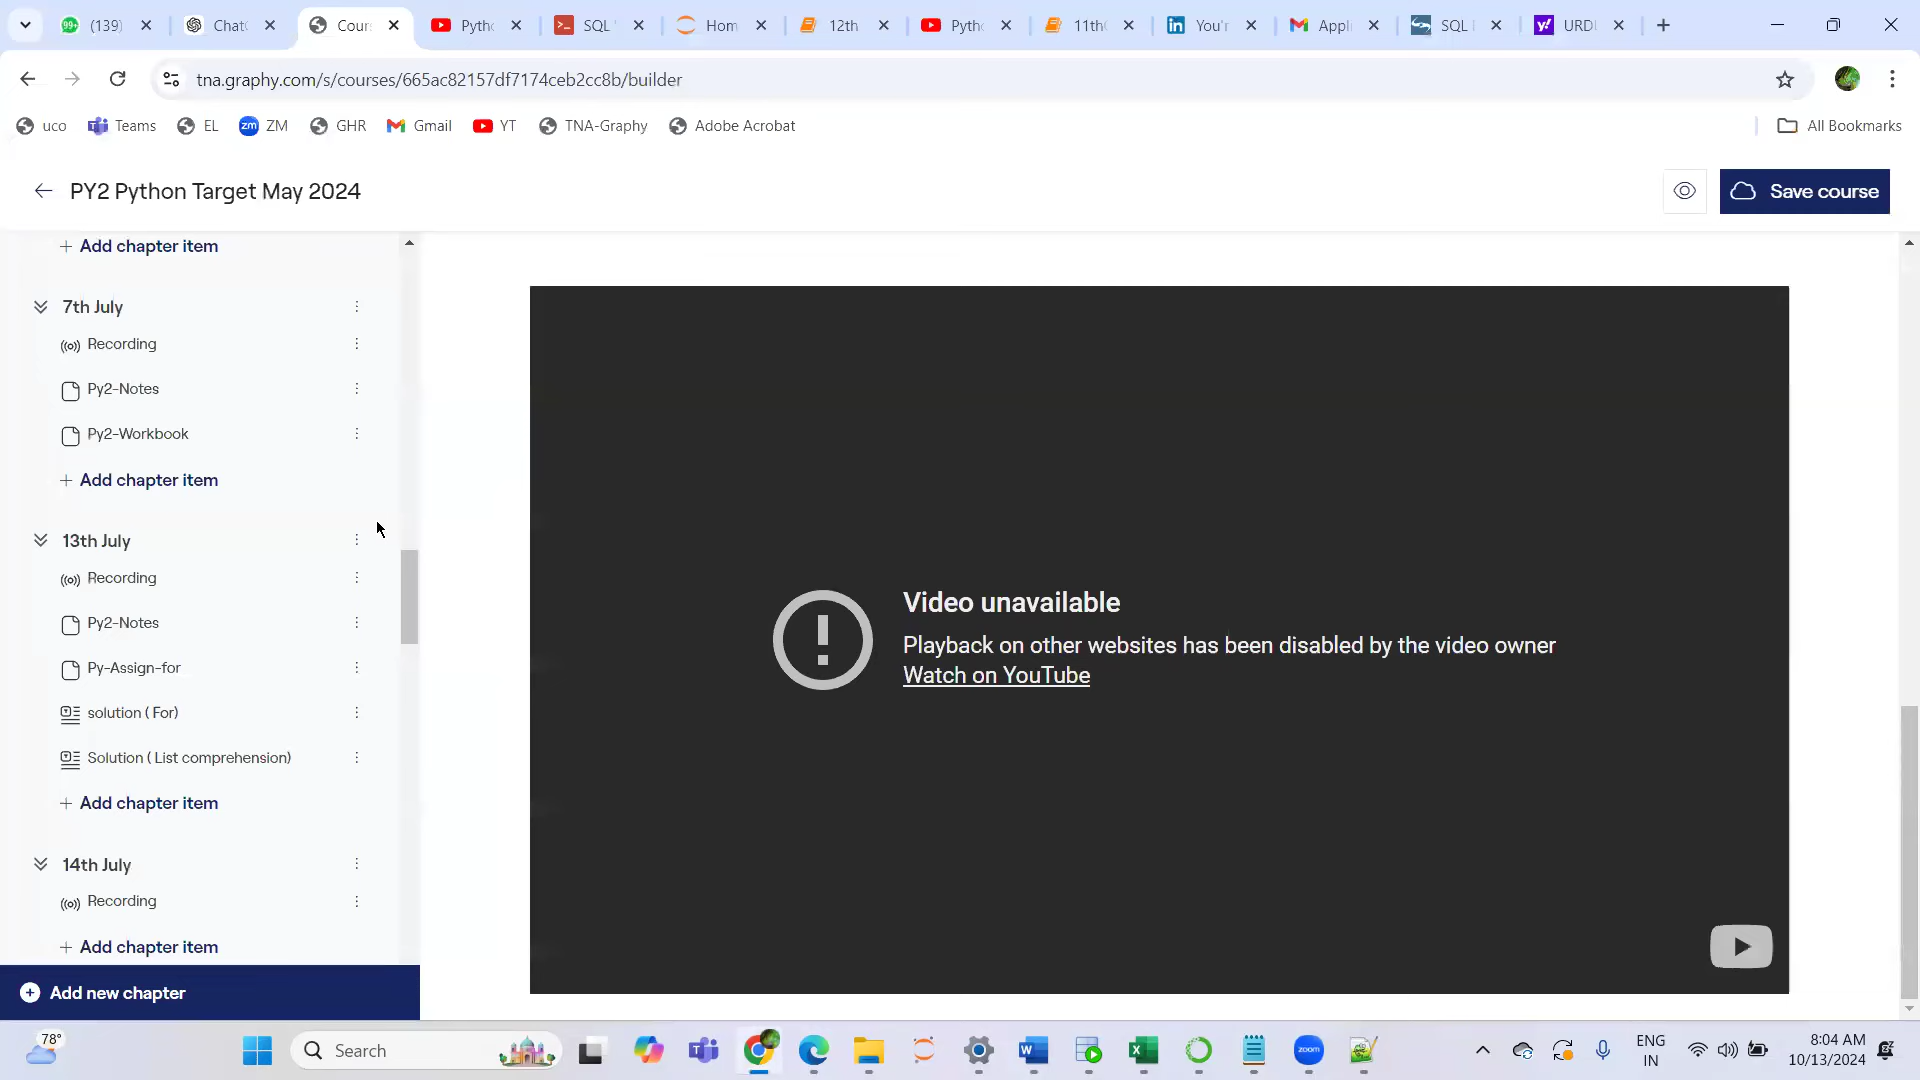 (139)
Cour
Pyth
SQL
Hom
12th
Pyth
11th
You'r
Appli
SQL
tna.graphy.com/s/courses/665ac82157df7174ceb2cc8b/builder
uco
Teams
EL
ZM
GHR
Gmail
YT
TNA-Graphy
Adobe Acrobat
All Bookmarks
PY2 Python Target May 2024
Save course
Add chapter item
7th July
Recording
Py2-Notes
Py2-Workbook
Add chapter item
13th July
Recording
Py2-Notes
Py-Assign-for
solution ( For)
Solution ( List comprehension)
Add chapter item
14th July
Recording
Add chapter item
Add new chapter
Video unavailable
Playback on other websites has been disabled by the video owner
Watch on YouTube
78°
Search
zoom
ENG
IN
8:04 AM
10/13/2024